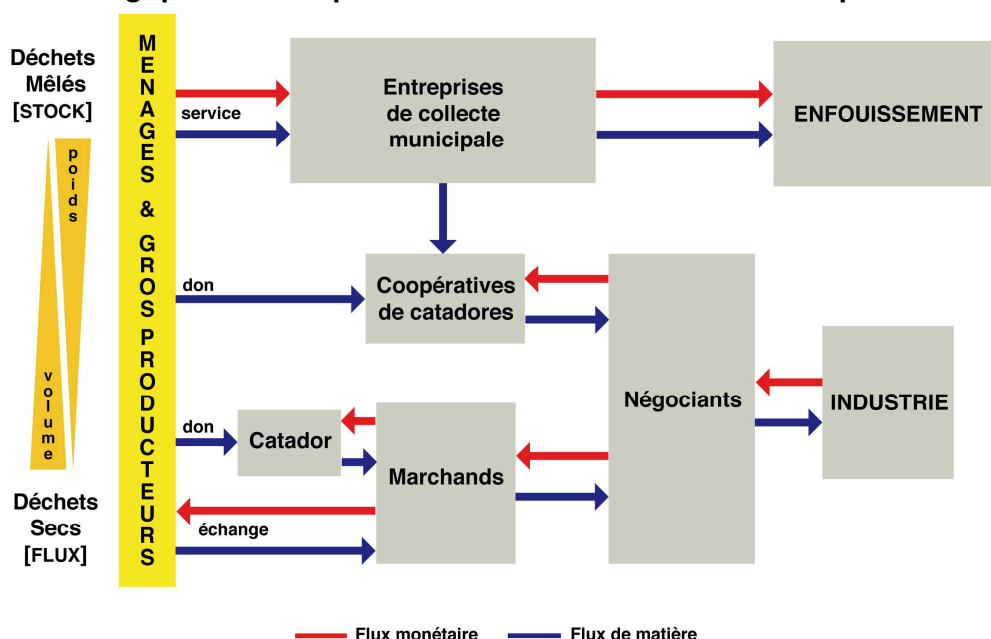 Déchets
Mêlés
[STOCK]
poids
volume
Déchets
Secs
[FLUX]
MENAGES & GROS PRODUCTEURS
service
Entreprises
de collecte
municipale
ENFOUISSEMENT
don
Coopératives
de catadores
don
Catador
Marchands
échange
Négociants
INDUSTRIE
Flux monétaire
Flux de matière